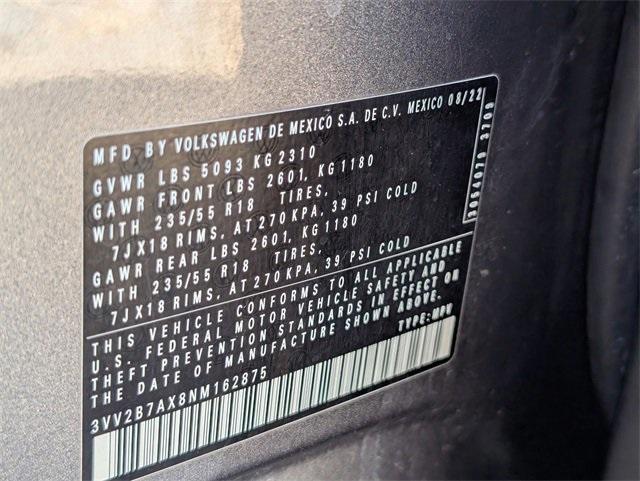 MFD. BY VOLKSWAGEN DE MEXICO S.A. DE C.V. MEXICO 08/22
GVWR LBS 5093 KG 2310
GAWR FRONT LBS 2601, KG 1180
WITH 235/55 R18 TIRES,
7JX18 RIMS, AT 270 KPA, 39 PSI COLD
GAWR REAR LBS 2601, KG 1180
WITH 235/55 R18 TIRES,
7JX18 RIMS, AT 270 KPA, 39 PSI COLD
THIS VEHICLE CONFORMS TO ALL APPLICABLE
U.S. FEDERAL MOTOR VEHICLE SAFETY AND
THEFT PREVENTION STANDARDS IN EFFECT ON
THE DATE OF MANUFACTURE SHOWN ABOVE.
TYPE: MPV
3VV2B7AX8NM162875